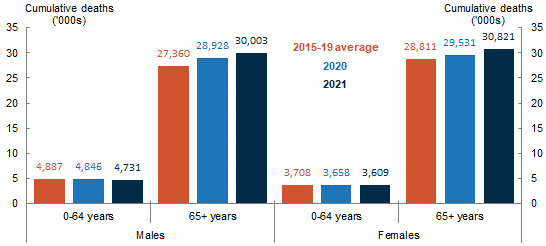 Cumulative deaths
('000s)
Cumulative deaths
('000s)
35
30
25
20
15
10
5
0
4,887 4,846 4,731
27,360 28,928 30,003
3,708 3,658 3,609
28,811 29,531 30,821
2015-19 average
2020
2021
35
30
25
20
15
10
5
0
0-64 years 65+ years 0-64 years 65+ years
Males Females